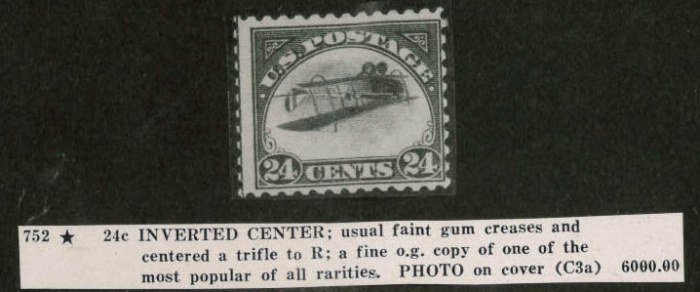 U.S. POSTAGE
24 CENTS 24
752 ★ 24c INVERTED CENTER; usual faint gum creases and
centered a trifle to R; a fine o.g. copy of one of the
most popular of all rarities. PHOTO on cover (C3a) 6000.00